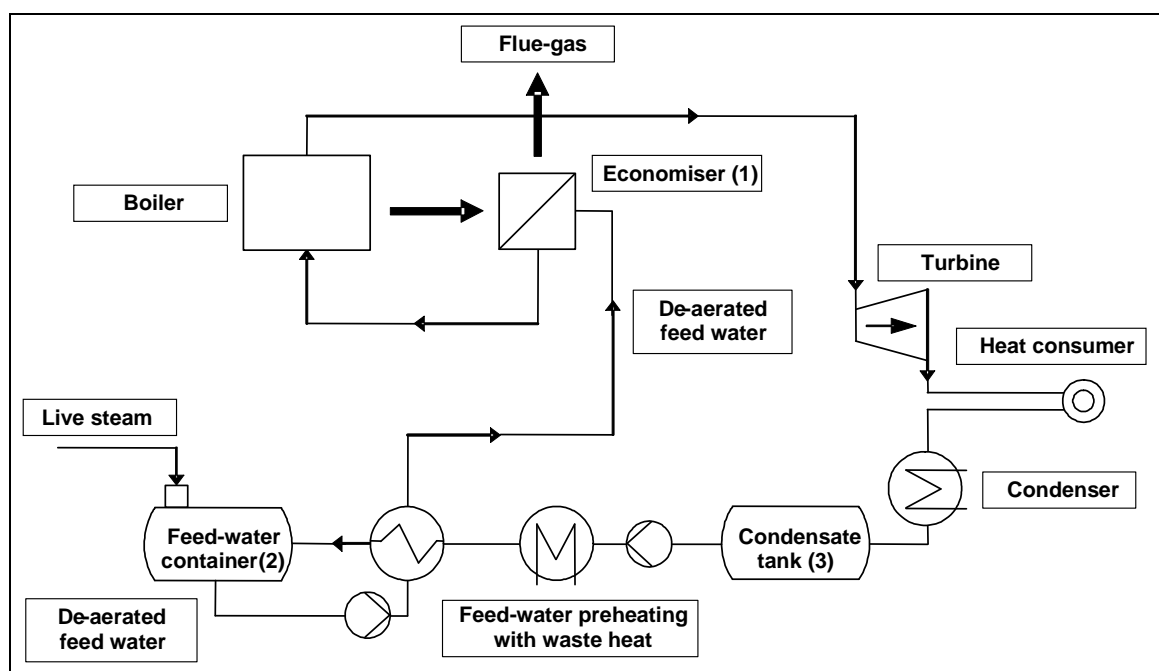 Flue-gas
Economiser (1)
Boiler
Turbine
De-aerated
feed water
Heat consumer
Live steam
Condenser
Feed-water
container(2)
Condensate
tank (3)
De-aerated
feed water
Feed-water preheating
with waste heat